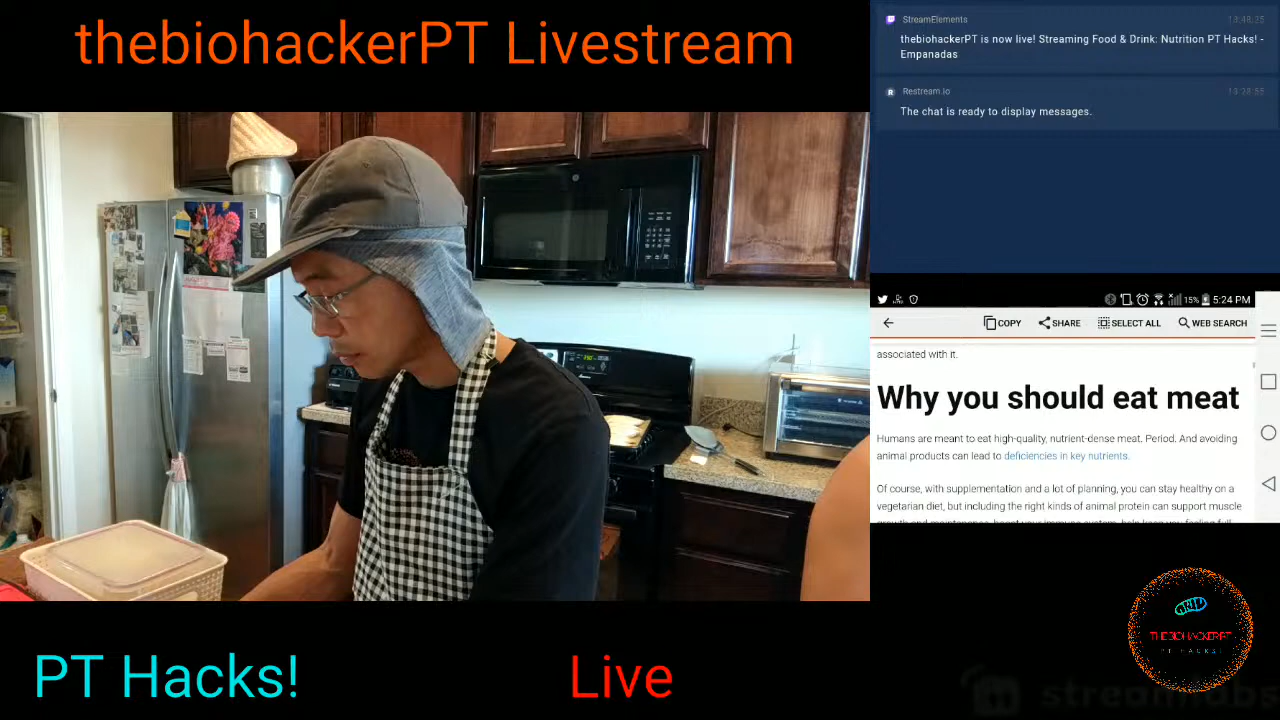 thebiohackerPT Livestream
StreamElements
thebiohackerPT is now live! Streaming Food & Drink: Nutrition PT Hacks! -
Empanadas
Restream.io
The chat is ready to display messages.
15% 5:24 PM
COPY SHARE SELECT ALL WEB SEARCH
associated with it.
Why you should eat meat
Humans are meant to eat high-quality, nutrient-dense meat. Period. And avoiding
animal products can lead to deficiencies in key nutrients.
Of course, with supplementation and a lot of planning, you can stay healthy on a
vegetarian diet, but including the right kinds of animal protein can support muscle
PT Hacks!
Live
THEBIOHACKERPT
PT HACKS!
streamlabs